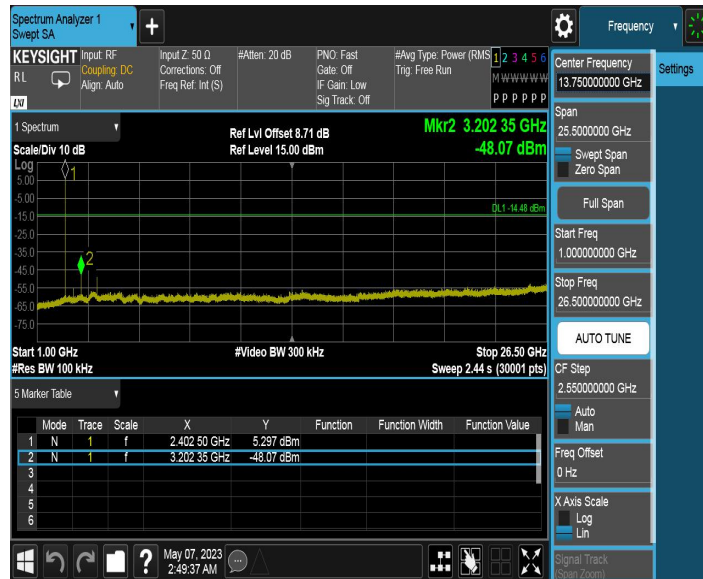 Spectrum Analyzer 1
Swept SA
+
Frequency
KEYSIGHT
RL
LXI
Input: RF
Coupling: DC
Align: Auto
Input Z: 50 Ω
Corrections: Off
Freq Ref: Int (S)
#Atten: 20 dB
PNO: Fast
Gate: Off
IF Gain: Low
Sig Track: Off
#Avg Type: Power (RMS
Trig: Free Run
1 2 3 4 5 6
M W W W W W
P P P P P P
1 Spectrum
Scale/Div 10 dB
Ref Lvl Offset 8.71 dB
Ref Level 15.00 dBm
Mkr2 3.202 35 GHz
-48.07 dBm
Log
5.00
-5.00
-15.0
-25.0
-35.0
-45.0
-55.0
-65.0
-75.0
1
2
DL1 -14.48 dBm
Start 1.00 GHz
#Res BW 100 kHz
#Video BW 300 kHz
Stop 26.50 GHz
Sweep 2.44 s (30001 pts)
5 Marker Table
Mode Trace Scale X Y Function Function Width Function Value
1 N 1 f 2.402 50 GHz 5.297 dBm
2 N 1 f 3.202 35 GHz -48.07 dBm
3
4
5
6
?
May 07, 2023
2:49:37 AM
Center Frequency
13.750000000 GHz
Settings
Span
25.5000000 GHz
Swept Span
Zero Span
Full Span
Start Freq
1.000000000 GHz
Stop Freq
26.500000000 GHz
AUTO TUNE
CF Step
2.550000000 GHz
Auto
Man
Freq Offset
0 Hz
X Axis Scale
Log
Lin
Signal Track
(Span Zoom)